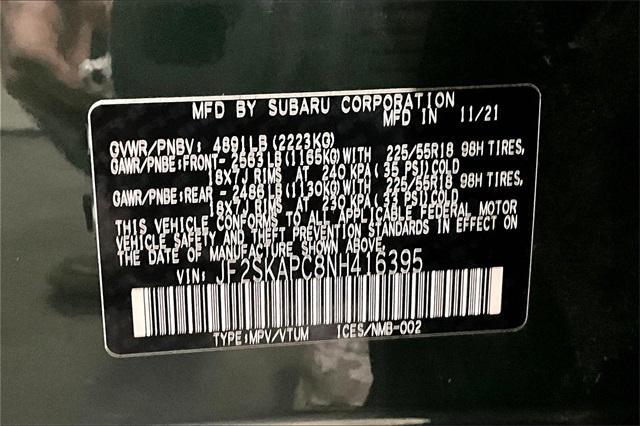 MFD BY SUBARU CORPORATION
MFD IN 11/21
GVWR/PNBV: 4891LB(2223KG)
GAWR/PNBE:FRONT-2563LB(1165KG)WITH 225/55R18 98H TIRES,
18X7J RIMS AT 240 KPA(35 PSI)COLD
GAWR/PNBE:REAR -2486LB(1130KG)WITH 225/55R18 98H TIRES,
18X7J RIMS AT 230 KPA(33 PSI)COLD
THIS VEHICLE CONFORMS TO ALL APPLICABLE FEDERAL MOTOR
VEHICLE SAFETY AND THEFT PREVENTION STANDARDS IN EFFECT ON
THE DATE OF MANUFACTURE SHOWN ABOVE.
VIN: JF2SKAPC8NH416395
TYPE:MPV/VTUM ICES/NMB-002